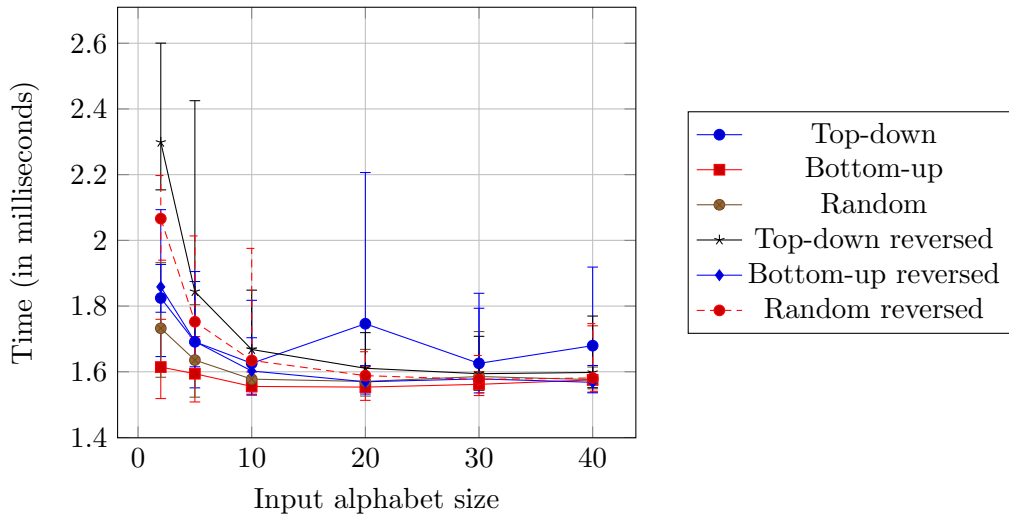 2.6
2.4
2.2
2
1.8
1.6
1.4
0
10
20
30
40
Time (in milliseconds)
Input alphabet size
Top-down
Bottom-up
Random
Top-down reversed
Bottom-up reversed
Random reversed